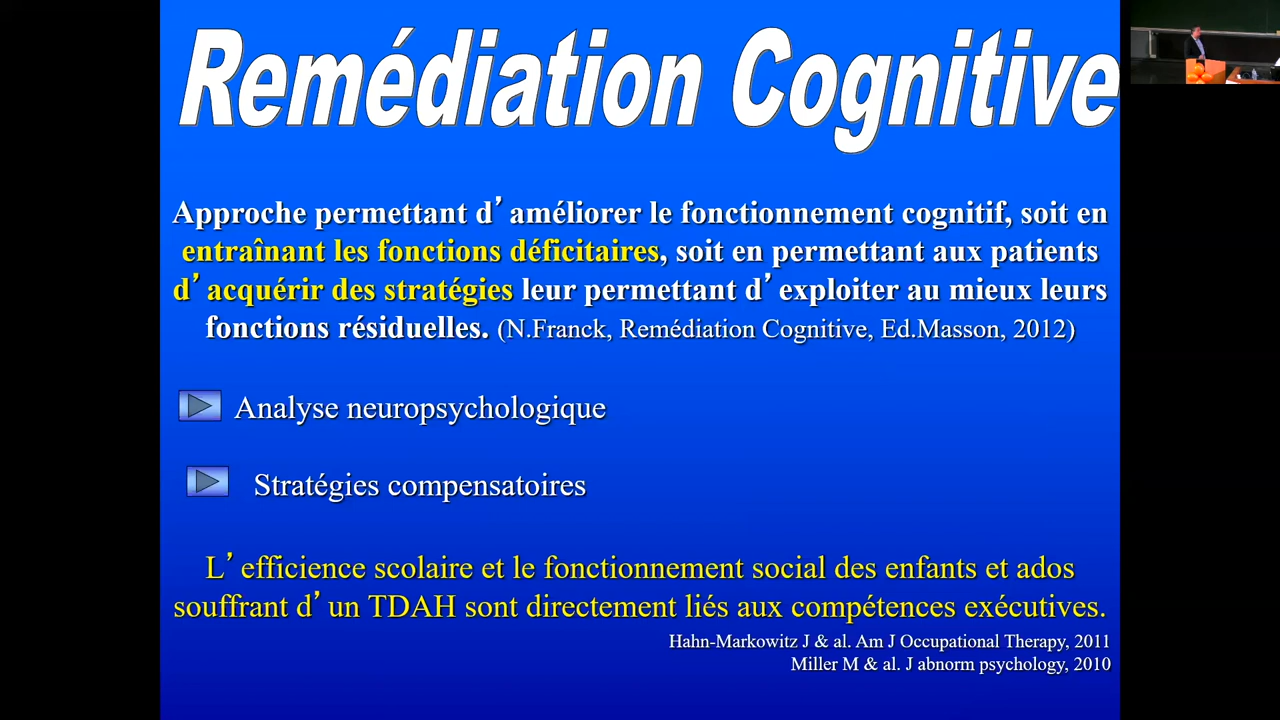 Remédiation Cognitive
Approche permettant d’améliorer le fonctionnement cognitif, soit en
entraînant les fonctions déficitaires, soit en permettant aux patients
d’acquérir des stratégies leur permettant d’exploiter au mieux leurs
fonctions résiduelles. (N.Franck, Remédiation Cognitive, Ed.Masson, 2012)
Analyse neuropsychologique
Stratégies compensatoires
L’efficience scolaire et le fonctionnement social des enfants et ados
souffrant d’un TDAH sont directement liés aux compétences exécutives.
Hahn-Markowitz J & al. Am J Occupational Therapy, 2011
Miller M & al. J abnorm psychology, 2010